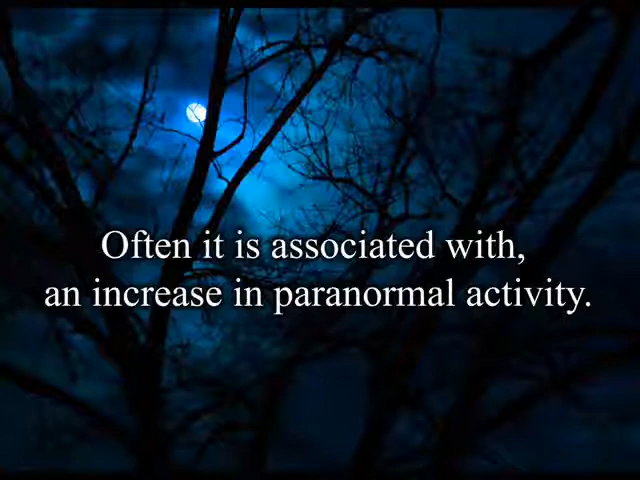 Often it is associated with,
an increase in paranormal activity.